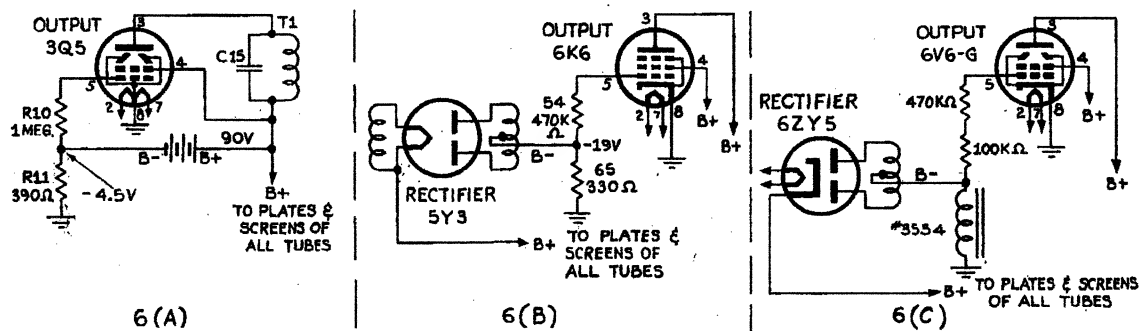 OUTPUT
3Q5
3
4
5
2
8
7
T1
C15
R10
1 MEG.
B-
B+
90V
R11
390Ω
-4.5V
B+
TO PLATES &
SCREENS OF
ALL TUBES
6(A)
OUTPUT
6K6
3
4
5
2
7
8
B+
B+
54
470K
Ω
B-
-19V
65
330Ω
RECTIFIER
5Y3
B+
TO PLATES &
SCREENS OF
ALL TUBES
6(B)
OUTPUT
6V6-G
3
4
5
2
7
8
B+
B+
RECTIFIER
6ZY5
470KΩ
100KΩ
B-
#3554
B+
TO PLATES & SCREENS
OF ALL TUBES
6(C)